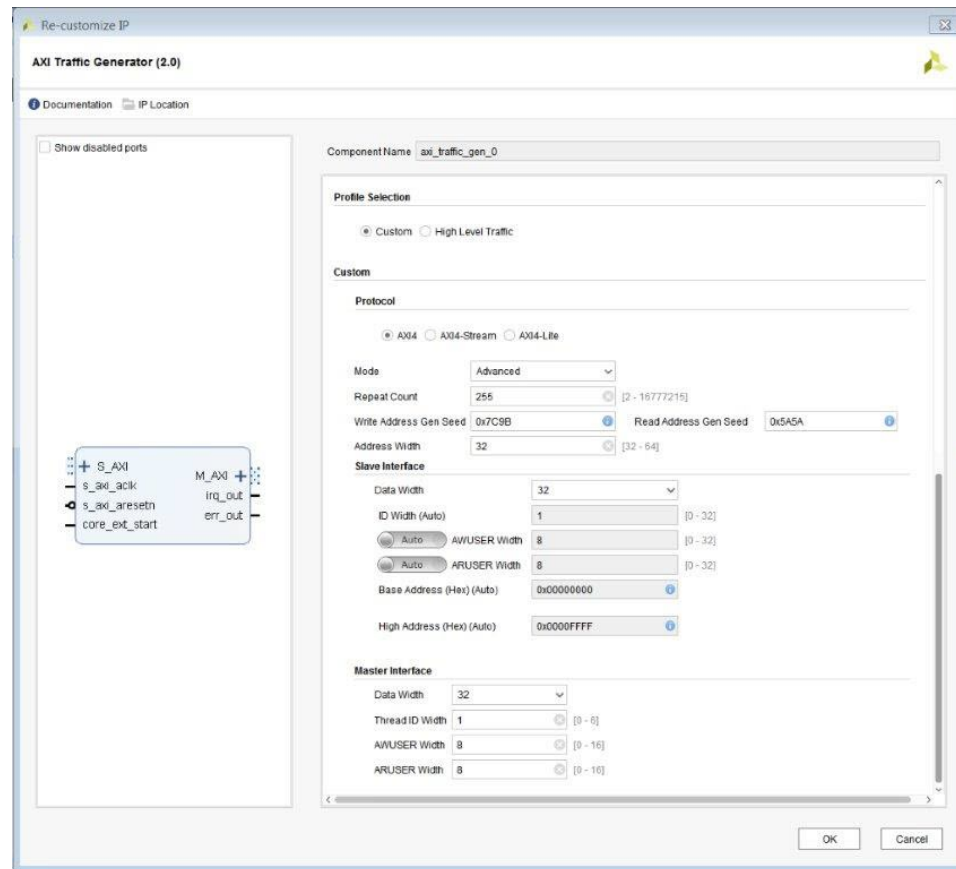 Re-customize IP
AXI Traffic Generator (2.0)
Documentation IP Location
Show disabled ports
Component Name axi_traffic_gen_0
Profile Selection
Custom High Level Traffic
Custom
Protocol
AXI4 AXI4-Stream AXI4-Lite
Mode Advanced
Repeat Count 255 [2 - 16777215]
Write Address Gen Seed 0x7C9B Read Address Gen Seed 0x5A5A
Address Width 32 [32 - 64]
Slave Interface
Data Width 32
ID Width (Auto) 1 [0 - 32]
Auto AWUSER Width 8 [0 - 32]
Auto ARUSER Width 8 [0 - 32]
Base Address (Hex) (Auto) 0x00000000
High Address (Hex) (Auto) 0x0000FFFF
Master Interface
Data Width 32
Thread ID Width 1 [0 - 6]
AWUSER Width 8 [0 - 16]
ARUSER Width 8 [0 - 16]
S_AXI
s_axi_aclk
s_axi_aresetn
core_ext_start
M_AXI
irq_out
err_out
OK Cancel